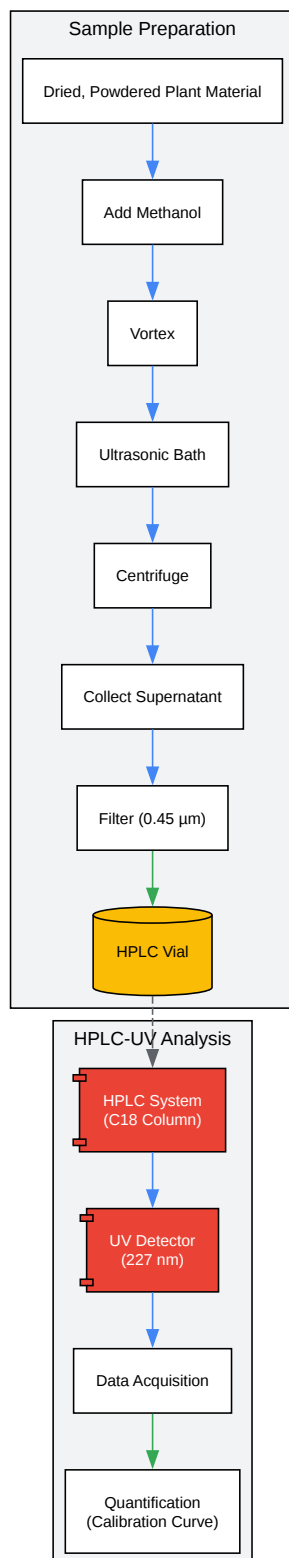 Sample Preparation
Dried, Powdered Plant Material
Add Methanol
Vortex
Ultrasonic Bath
Centrifuge
Collect Supernatant
Filter (0.45 µm)
HPLC Vial
HPLC-UV Analysis
HPLC System
(C18 Column)
UV Detector
(227 nm)
Data Acquisition
Quantification
(Calibration Curve)